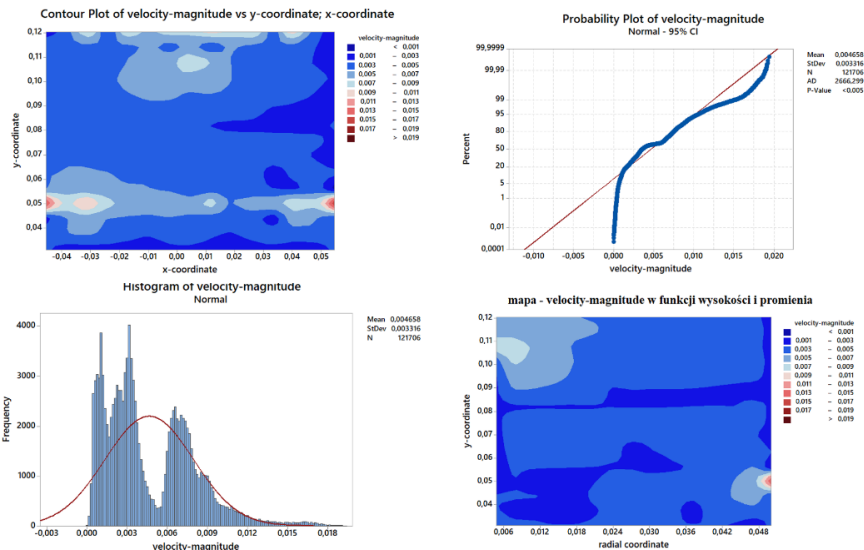 Contour Plot of velocity-magnitude vs y-coordinate; x-coordinate
velocity-magnitude
< 0.001
0,001 – 0.003
0.003 – 0.005
0.005 – 0.007
0.007 – 0.009
0.009 – 0.011
0.011 – 0.013
0.013 – 0.015
0.015 – 0.017
0.017 – 0.019
> 0.019
y-coordinate
0,12
0,11
0,10
0,09
0,08
0,07
0,06
0,05
0,04
-0,04 -0,03 -0,02 -0,01 0,00 0,01 0,02 0,03 0,04 0,05
x-coordinate
Probability Plot of velocity-magnitude
Normal - 95% CI
Mean 0,004658
StDev 0,003316
N 121706
AD 2666,299
P-Value <0,005
Percent
99,9999
99,99
99
95
80
50
20
5
1
0,01
0,0001
-0,010 -0,005 0,000 0,005 0,010 0,015 0,020
velocity-magnitude
Histogram of velocity-magnitude
Normal
Mean 0,004658
StDev 0,003316
N 121706
Frequency
4000
3000
2000
1000
0
-0,003 0,000 0,003 0,006 0,009 0,012 0,015 0,018
velocity-magnitude
mapa - velocity-magnitude w funkcji wysokości i promienia
velocity-magnitude
< 0.001
0.001 – 0.003
0.003 – 0.005
0.005 – 0.007
0.007 – 0.009
0.009 – 0.011
0.011 – 0.013
0.013 – 0.015
0.015 – 0.017
0.017 – 0.019
> 0.019
y-coordinate
0,12
0,11
0,10
0,09
0,08
0,07
0,06
0,05
0,04
0,006 0,012 0,018 0,024 0,030 0,036 0,042 0,048
radial coordinate